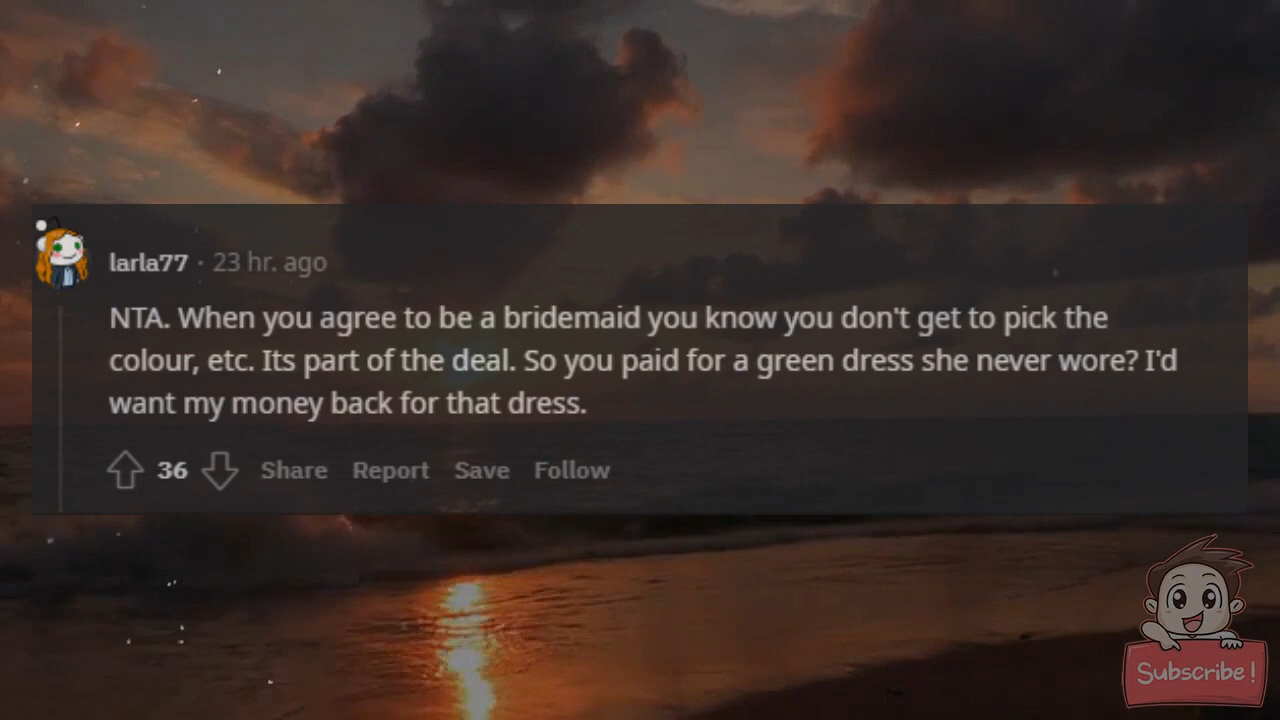 larla77 · 23 hr. ago
NTA. When you agree to be a bridemaid you know you don't get to pick the
colour, etc. Its part of the deal. So you paid for a green dress she never wore? I'd
want my money back for that dress.
36 Share Report Save Follow
Subscribe!